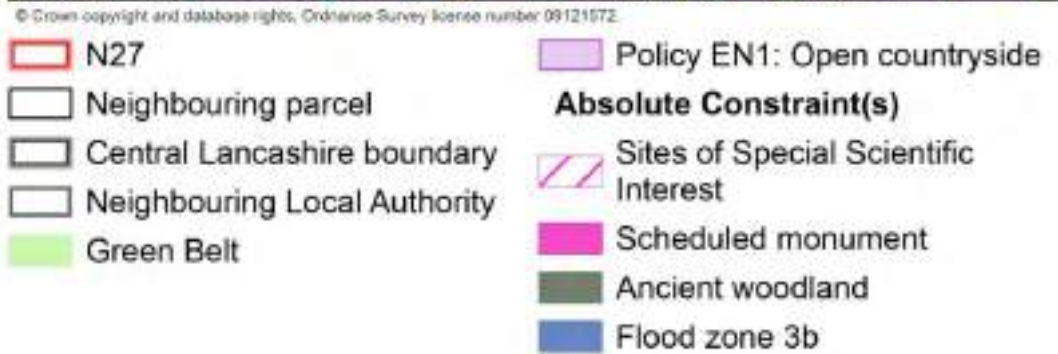 © Crown copyright and database rights, Ordnance Survey license number 09121572.
N27
Neighbouring parcel
Central Lancashire boundary
Neighbouring Local Authority
Green Belt
Policy EN1: Open countryside
Absolute Constraint(s)
Sites of Special Scientific
Interest
Scheduled monument
Ancient woodland
Flood zone 3b